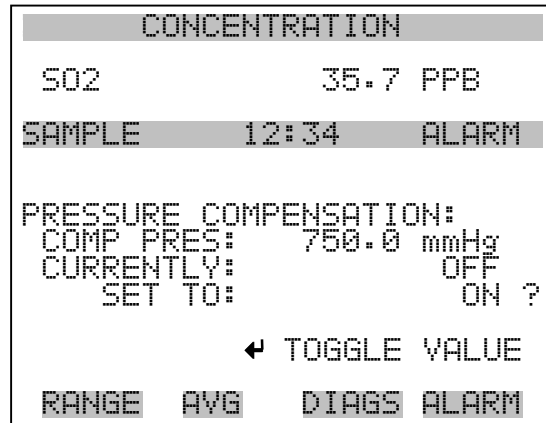 CONCENTRATION
SO2 35.7 PPB
SAMPLE 12:34 ALARM
PRESSURE COMPENSATION:
COMP PRES: 750.0 mmHg
CURRENTLY: OFF
SET TO: ON ?
↵ TOGGLE VALUE
RANGE AVG DIAGS ALARM